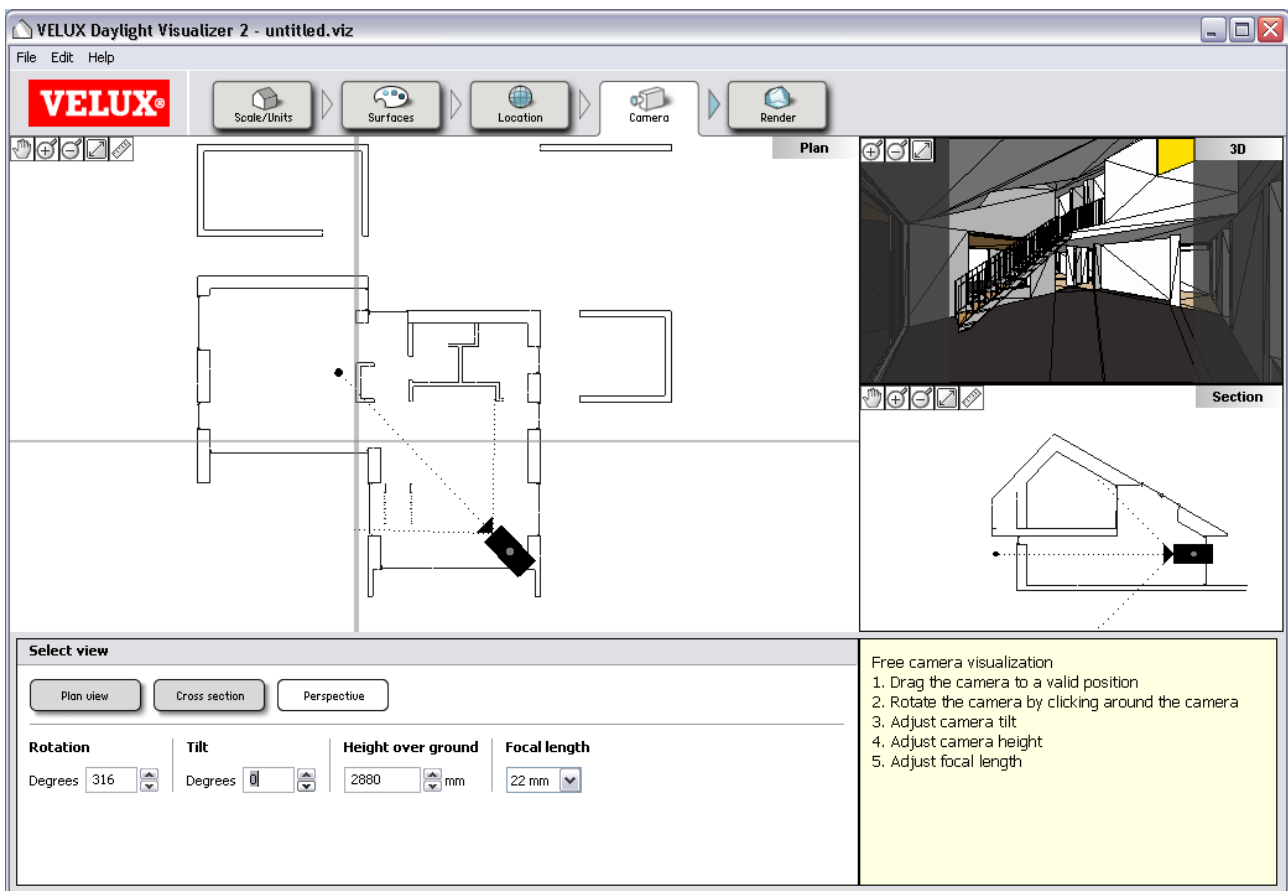 VELUX Daylight Visualizer 2 - untitled.viz
File Edit Help
VELUX®
Scale/Units
Surfaces
Location
Camera
Render
Plan
3D
Section
Select view
Plan view
Cross section
Perspective
Rotation Tilt Height over ground Focal length
Degrees 316 Degrees 0 2880 mm 22 mm
Free camera visualization
1. Drag the camera to a valid position
2. Rotate the camera by clicking around the camera
3. Adjust camera tilt
4. Adjust camera height
5. Adjust focal length